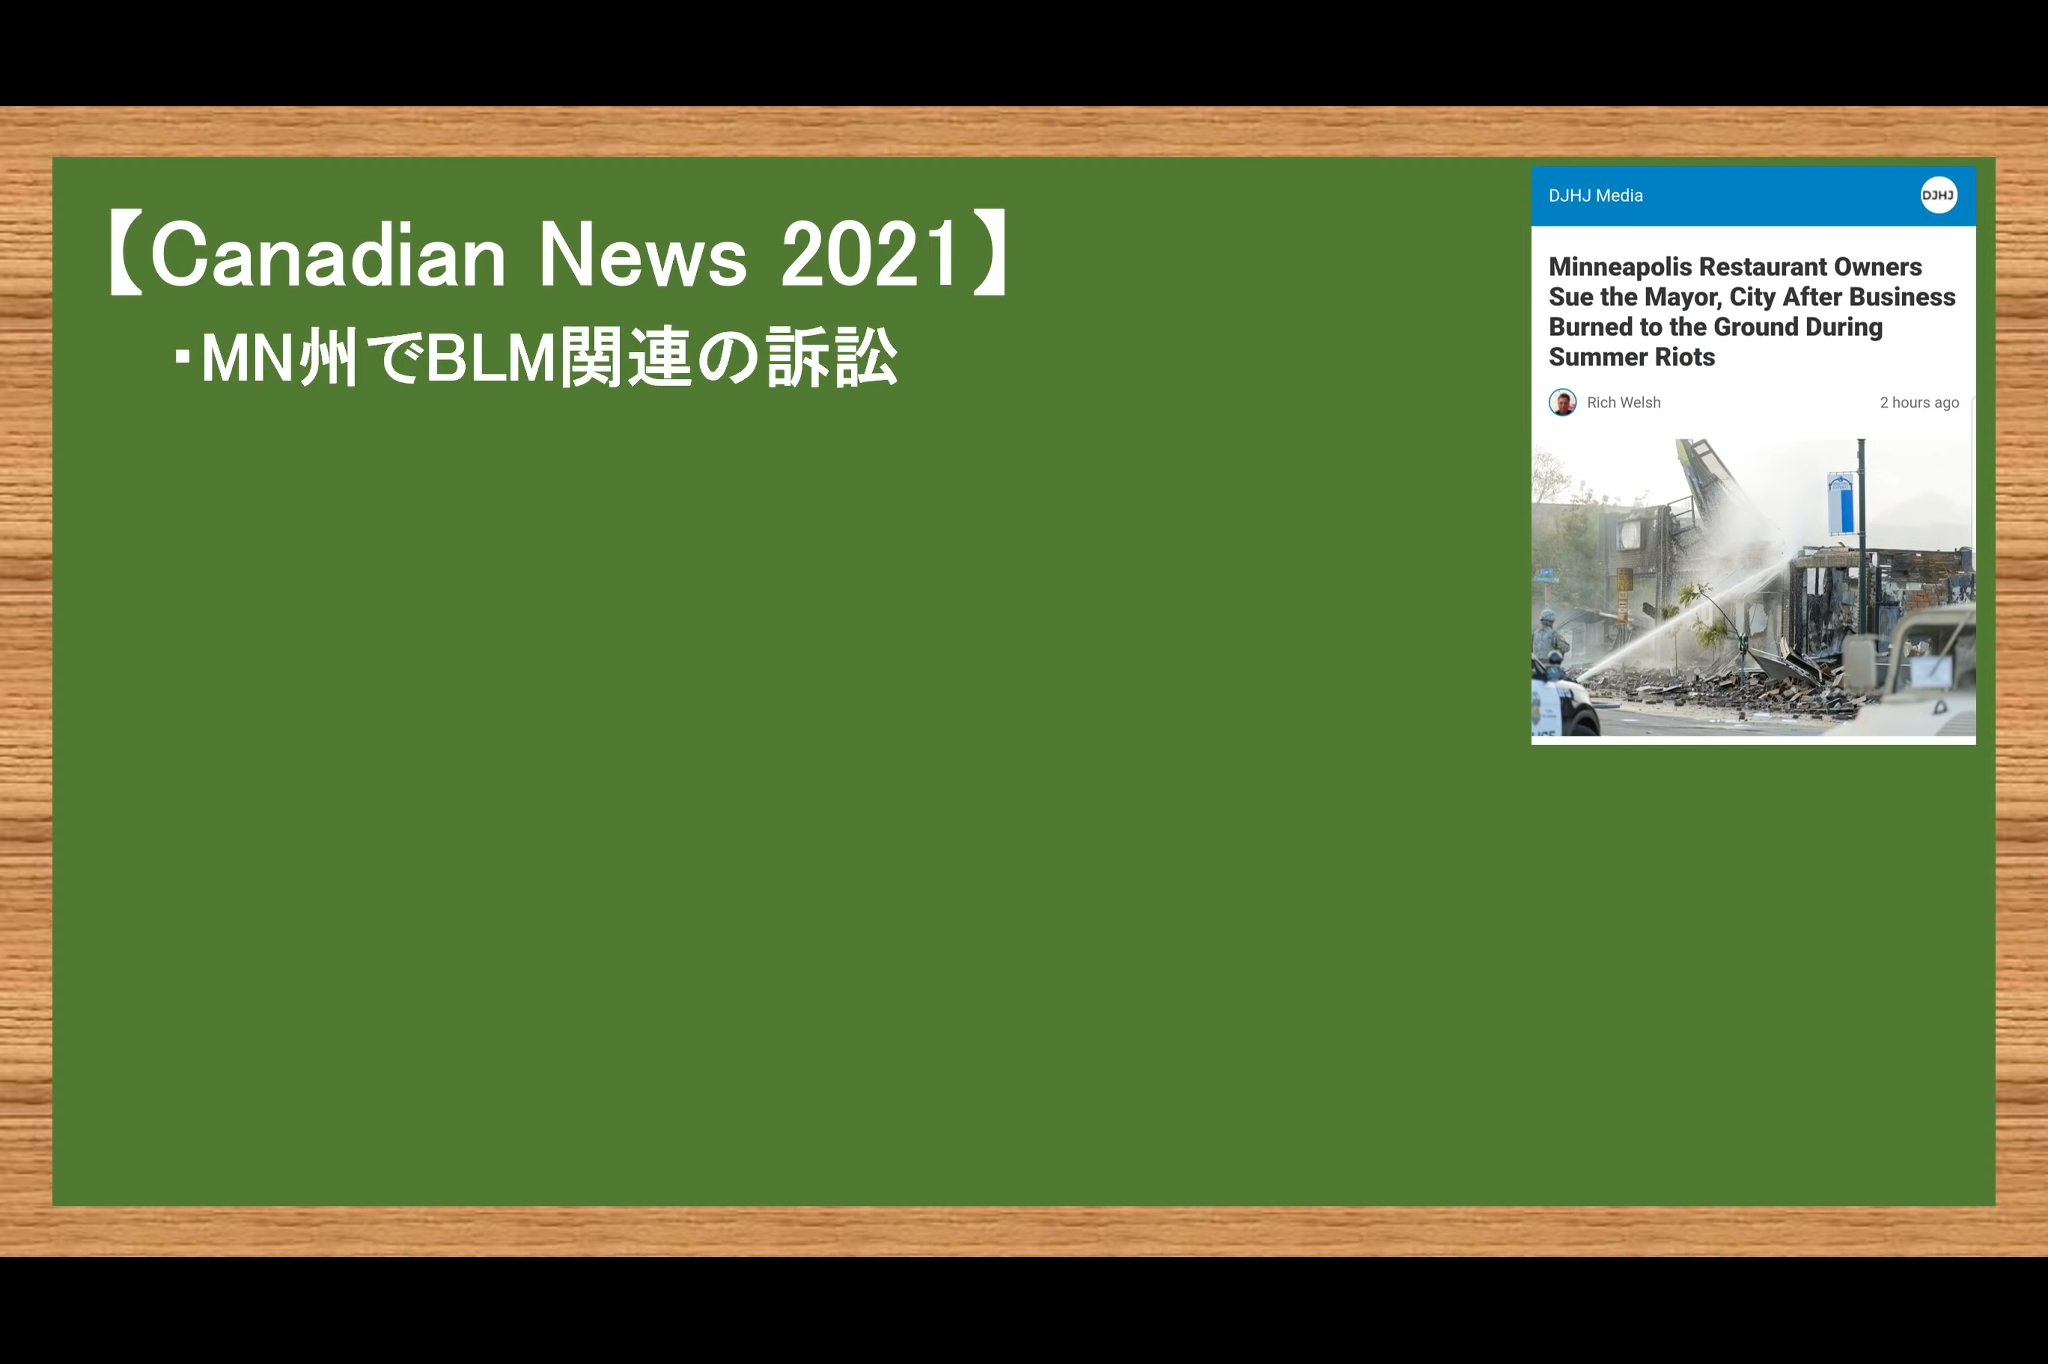 【Canadian News 2021】
・MN州でBLM関連の訴訟
DJHJ Media
DJHJ
Minneapolis Restaurant Owners
Sue the Mayor, City After Business
Burned to the Ground During
Summer Riots
Rich Welsh
2 hours ago